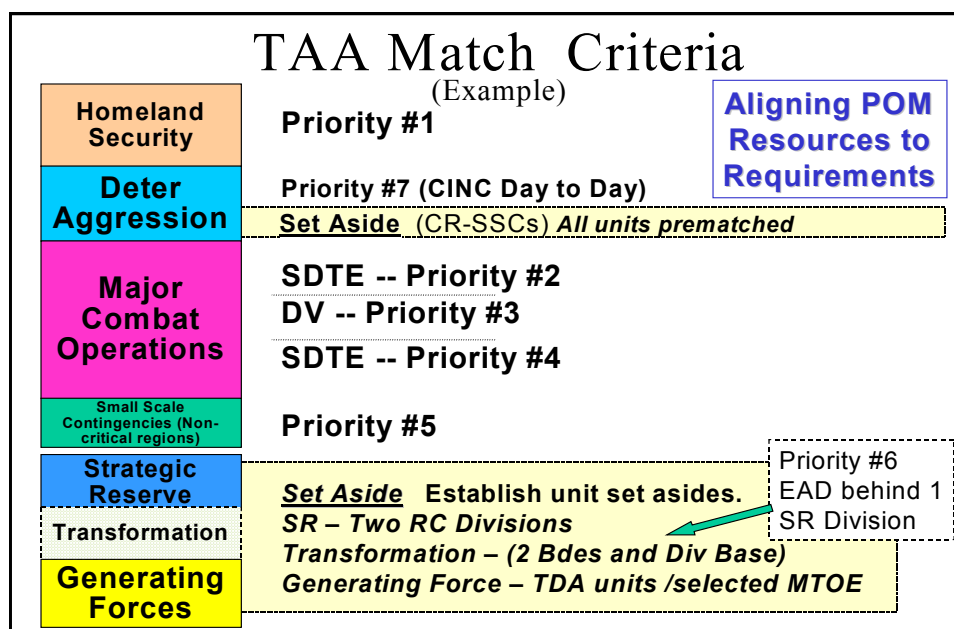 TAA Match Criteria
(Example)
Aligning POM
Resources to
Requirements
Homeland
Security
Priority #1
Deter
Aggression
Priority #7 (CINC Day to Day)
Set Aside (CR-SSCs) All units prematched
Major
Combat
Operations
SDTE -- Priority #2
DV -- Priority #3
SDTE -- Priority #4
Small Scale
Contingencies (Non-
critical regions)
Priority #5
Strategic
Reserve
Transformation
Generating
Forces
Set Aside Establish unit set asides.
SR – Two RC Divisions
Transformation – (2 Bdes and Div Base)
Generating Force – TDA units /selected MTOE
Priority #6
EAD behind 1
SR Division